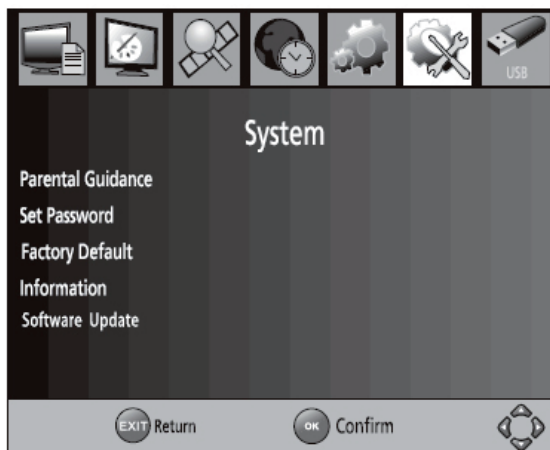 USB
System
Parental Guidance
Set Password
Factory Default
Information
Software Update
EXIT Return
OK Confirm